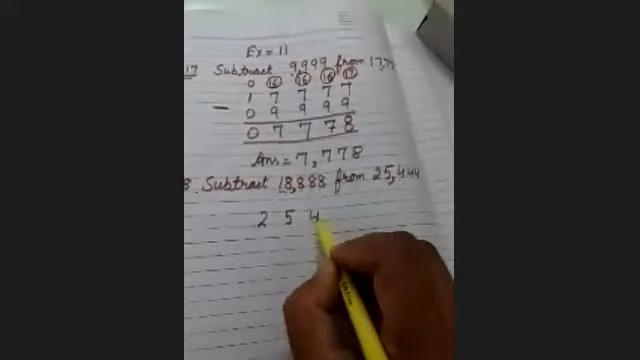 Ex = 11
17 Subtract 9,999 from 17,77
0 16 16 16 17
1 7 7 7 7
- 0 9 9 9 9
0 7 7 7 8
Ans = 7,778
8. Subtract 18,888 from 25,444
2 5 4